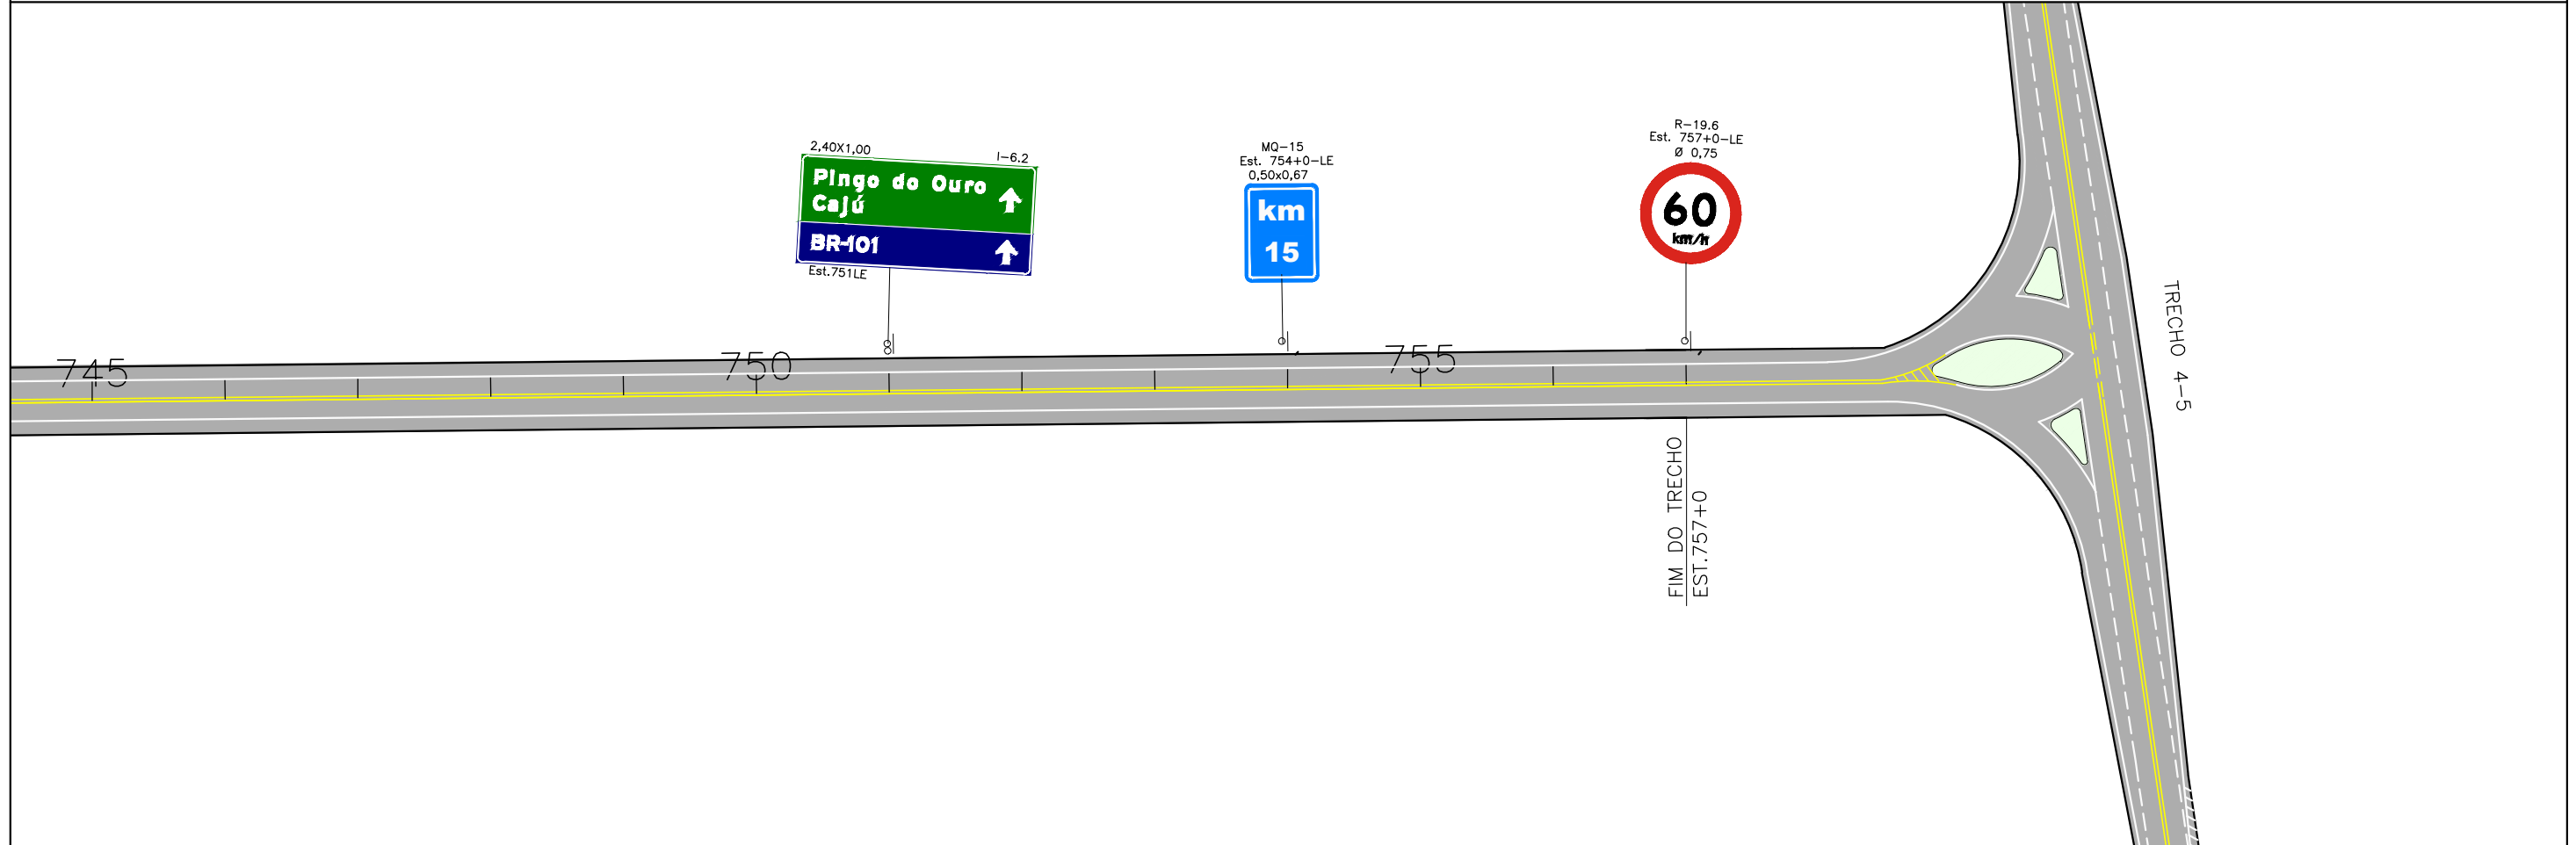 2,40X1,00
I-6.2
Pingo do Ouro
Cajú
BR-101
Est.751LE
MQ-15
Est. 754+0-LE
0,50x0,67
km
15
R-19.6
Est. 757+0-LE
Ø 0,75
60
km/h
745
750
755
TRECHO 4-5
FIM DO TRECHO
EST.757+0